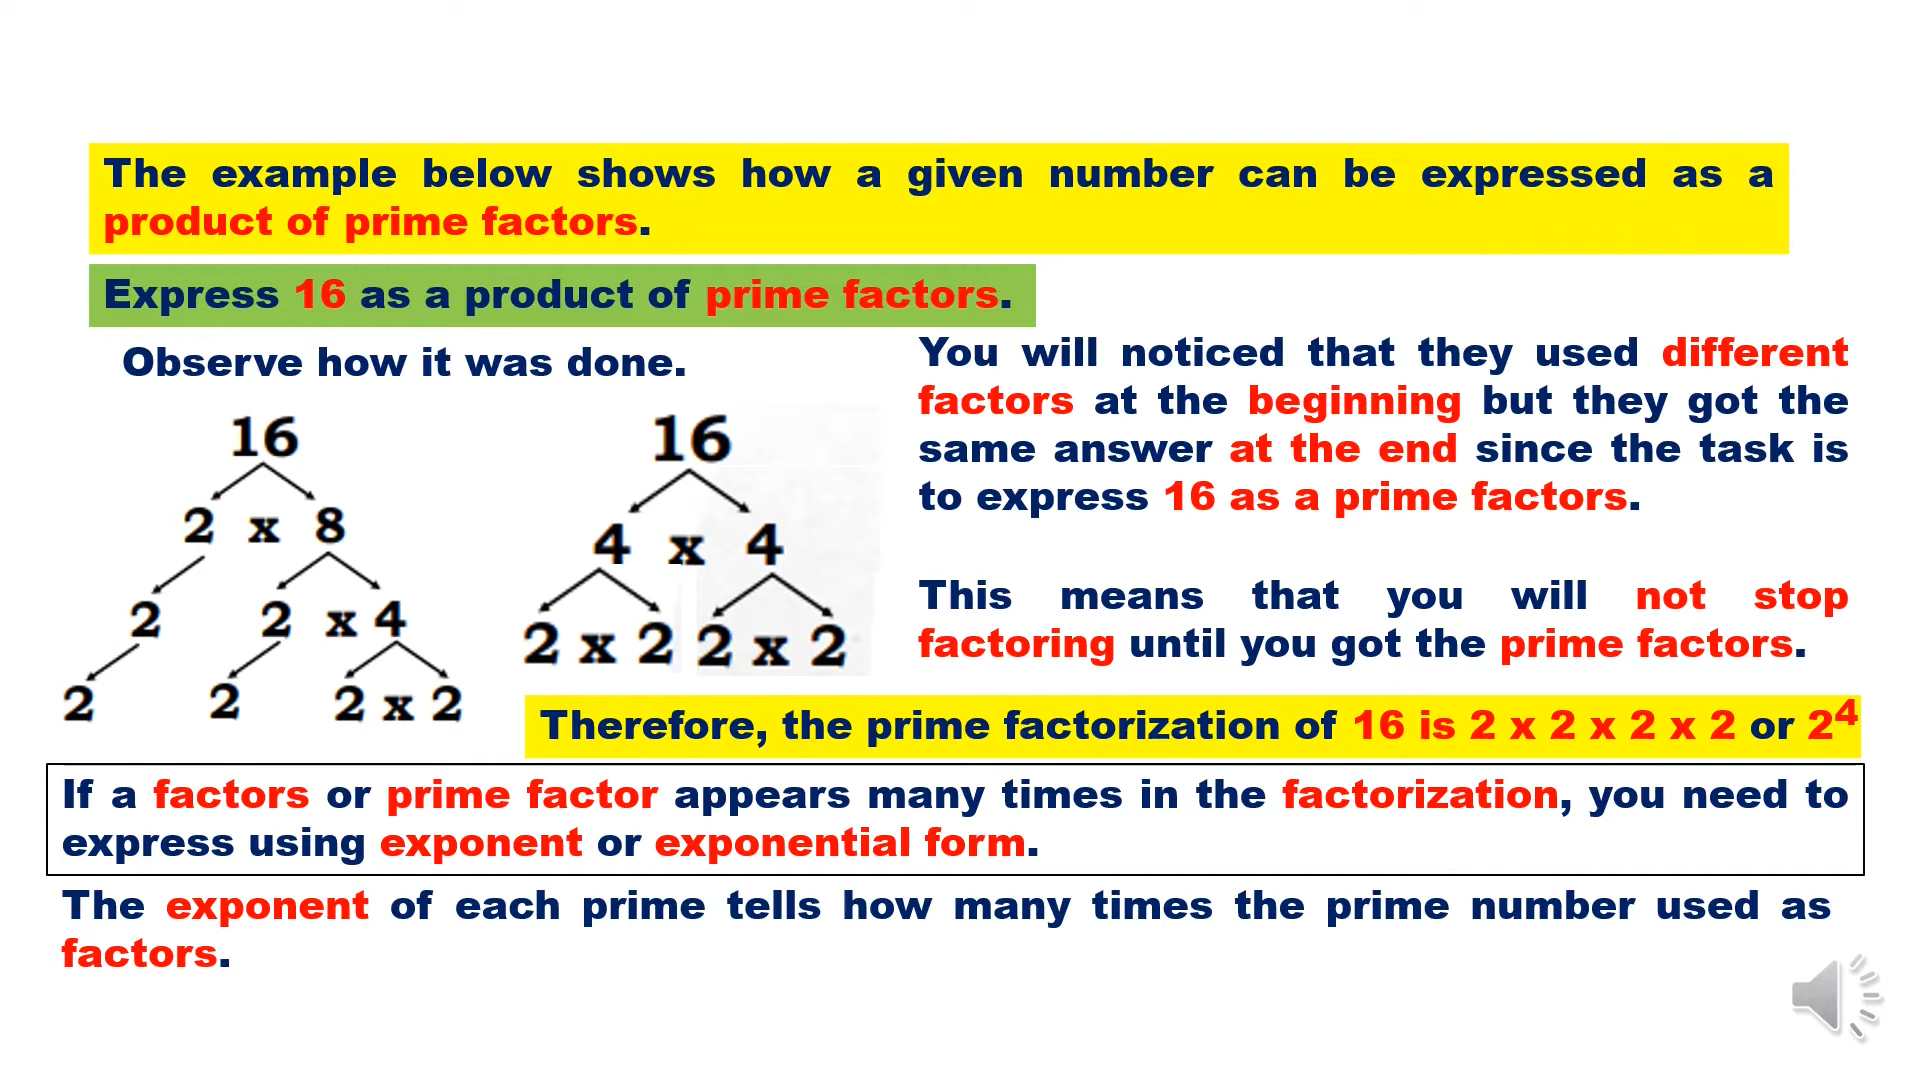 The example below shows how a given number can be expressed as a
product of prime factors.
Express 16 as a product of prime factors.
Observe how it was done.
16
2 x 8
2 2 x 4
2 2 2 x 2
16
4 x 4
2 x 2 2 x 2
You will noticed that they used different
factors at the beginning but they got the
same answer at the end since the task is
to express 16 as a prime factors.
This means that you will not stop
factoring until you got the prime factors.
Therefore, the prime factorization of 16 is 2 x 2 x 2 x 2 or 2⁴
If a factors or prime factor appears many times in the factorization, you need to
express using exponent or exponential form.
The exponent of each prime tells how many times the prime number used as
factors.